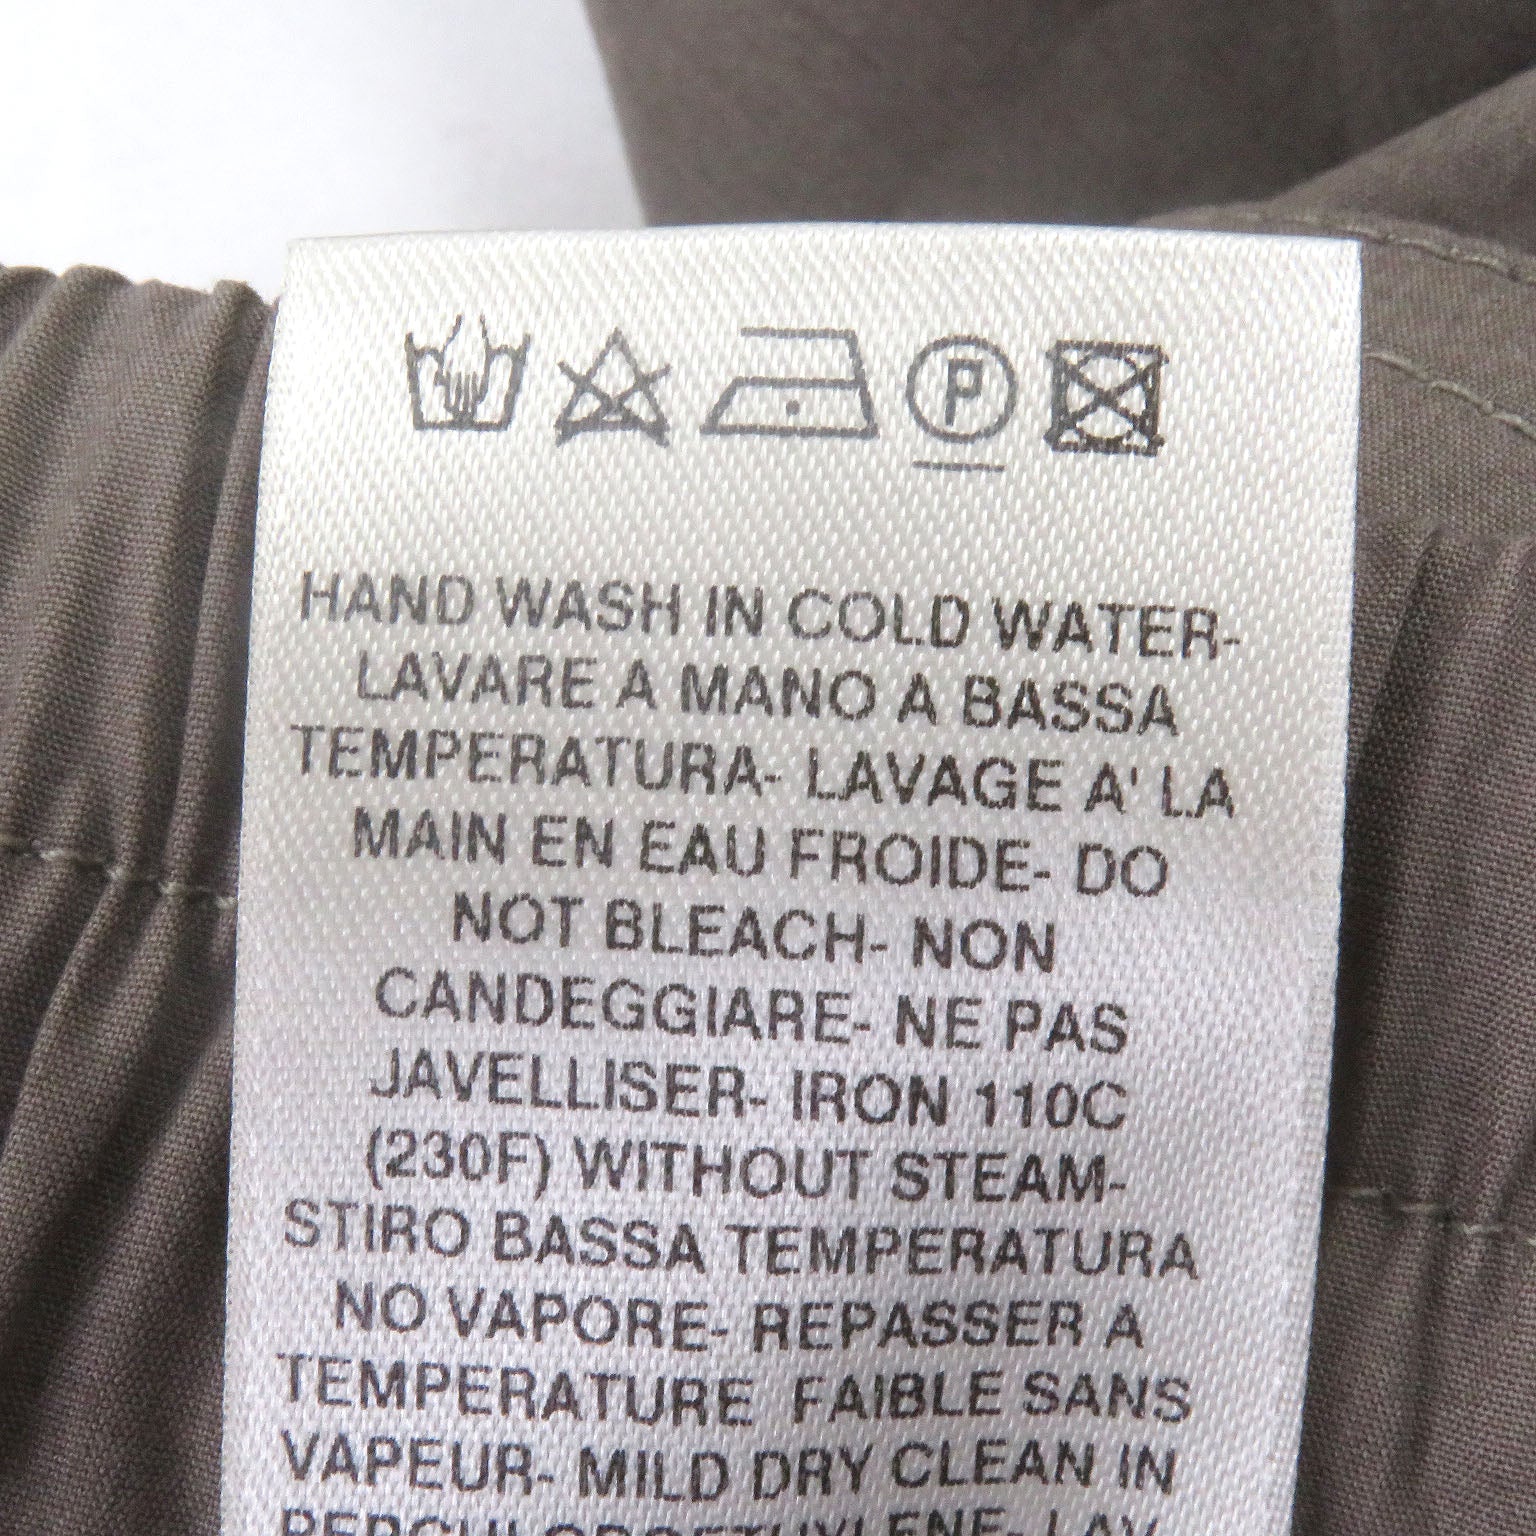 P
HAND WASH IN COLD WATER-
LAVARE A MANO A BASSA
TEMPERATURA- LAVAGE A' LA
MAIN EN EAU FROIDE- DO
NOT BLEACH- NON
CANDEGGIARE- NE PAS
JAVELLISER- IRON 110C
(230F) WITHOUT STEAM-
STIRO BASSA TEMPERATURA
NO VAPORE- REPASSER A
TEMPERATURE FAIBLE SANS
VAPEUR- MILD DRY CLEAN IN
PERCHLOROETHYLENE- LAV